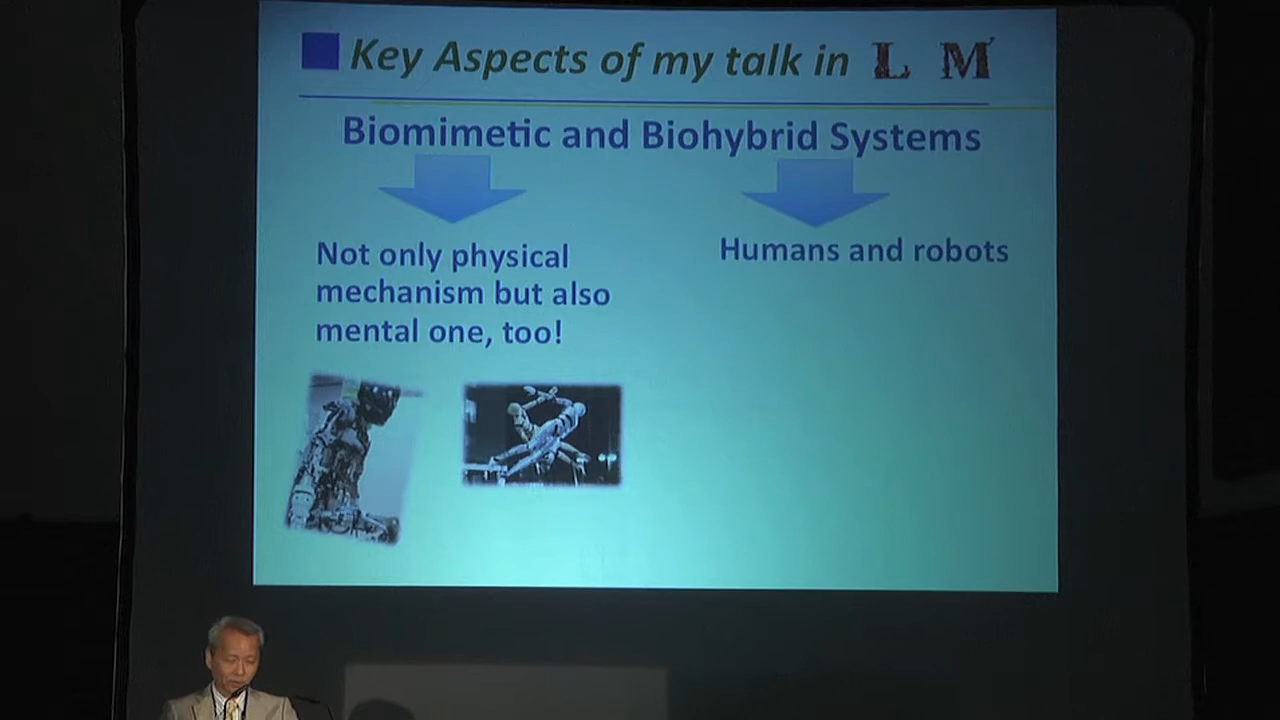 Key Aspects of my talk in L M
Biomimetic and Biohybrid Systems
Not only physical
mechanism but also
mental one, too!
Humans and robots